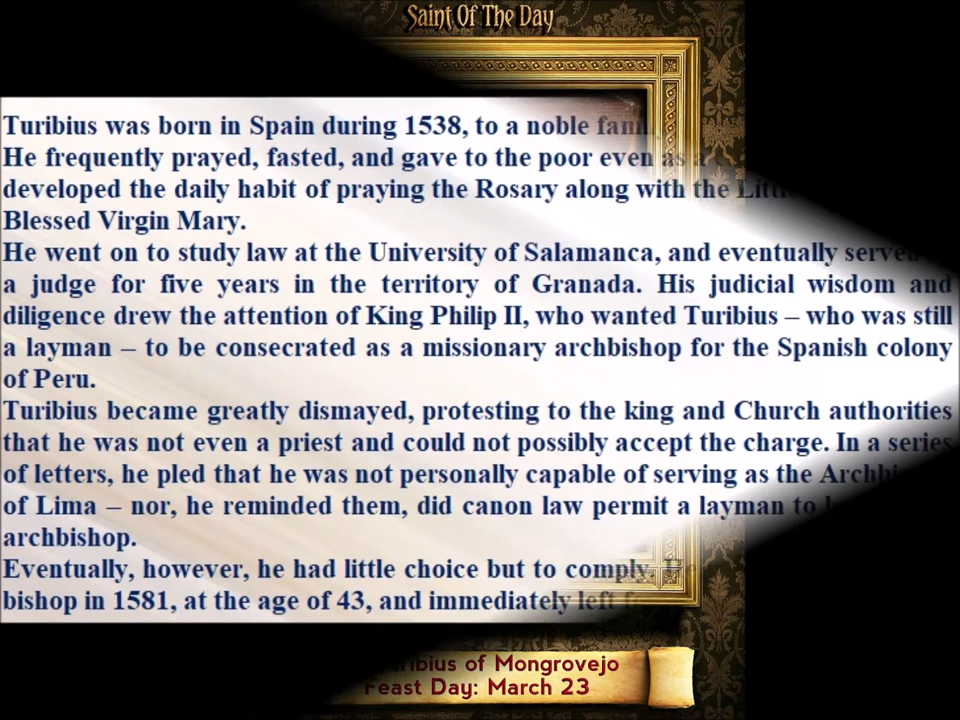 Saint Of The Day
Turibius was born in Spain during 1538, to a noble
He frequently prayed, fasted, and gave to the poor even as a
developed the daily habit of praying the Rosary along with the
Blessed Virgin Mary.
He went on to study law at the University of Salamanca, and eventually served
a judge for five years in the territory of Granada. His judicial wisdom and
diligence drew the attention of King Philip II, who wanted Turibius – who was still
a layman – to be consecrated as a missionary archbishop for the Spanish colony
of Peru.
Turibius became greatly dismayed, protesting to the king and Church authorities
that he was not even a priest and could not possibly accept the charge. In a series
of letters, he pled that he was not personally capable of serving as the
of Lima – nor, he reminded them, did canon law permit a layman to
archbishop.
Eventually, however, he had little choice but to comply.
bishop in 1581, at the age of 43, and immediately left
of Mongrovejo
Feast Day: March 23